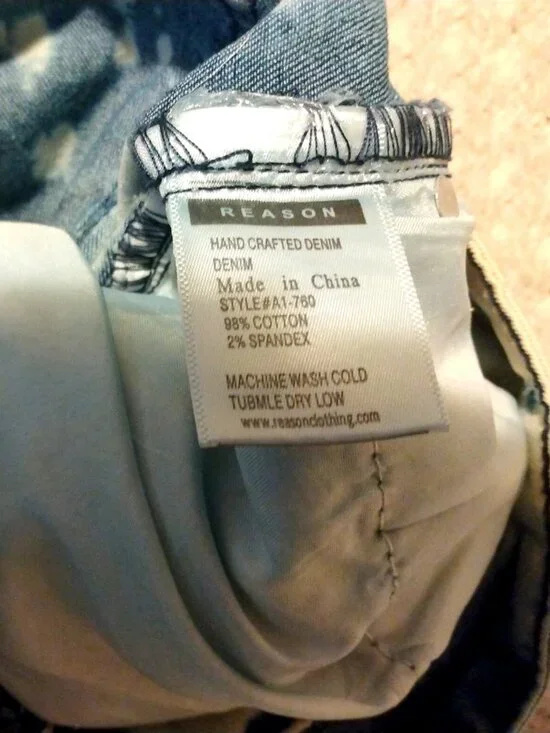 REASON
HAND CRAFTED DENIM
DENIM
Made in China
STYLE#A1-760
98% COTTON
2% SPANDEX
MACHINE WASH COLD
TUBMLE DRY LOW
www.reasonclothing.com